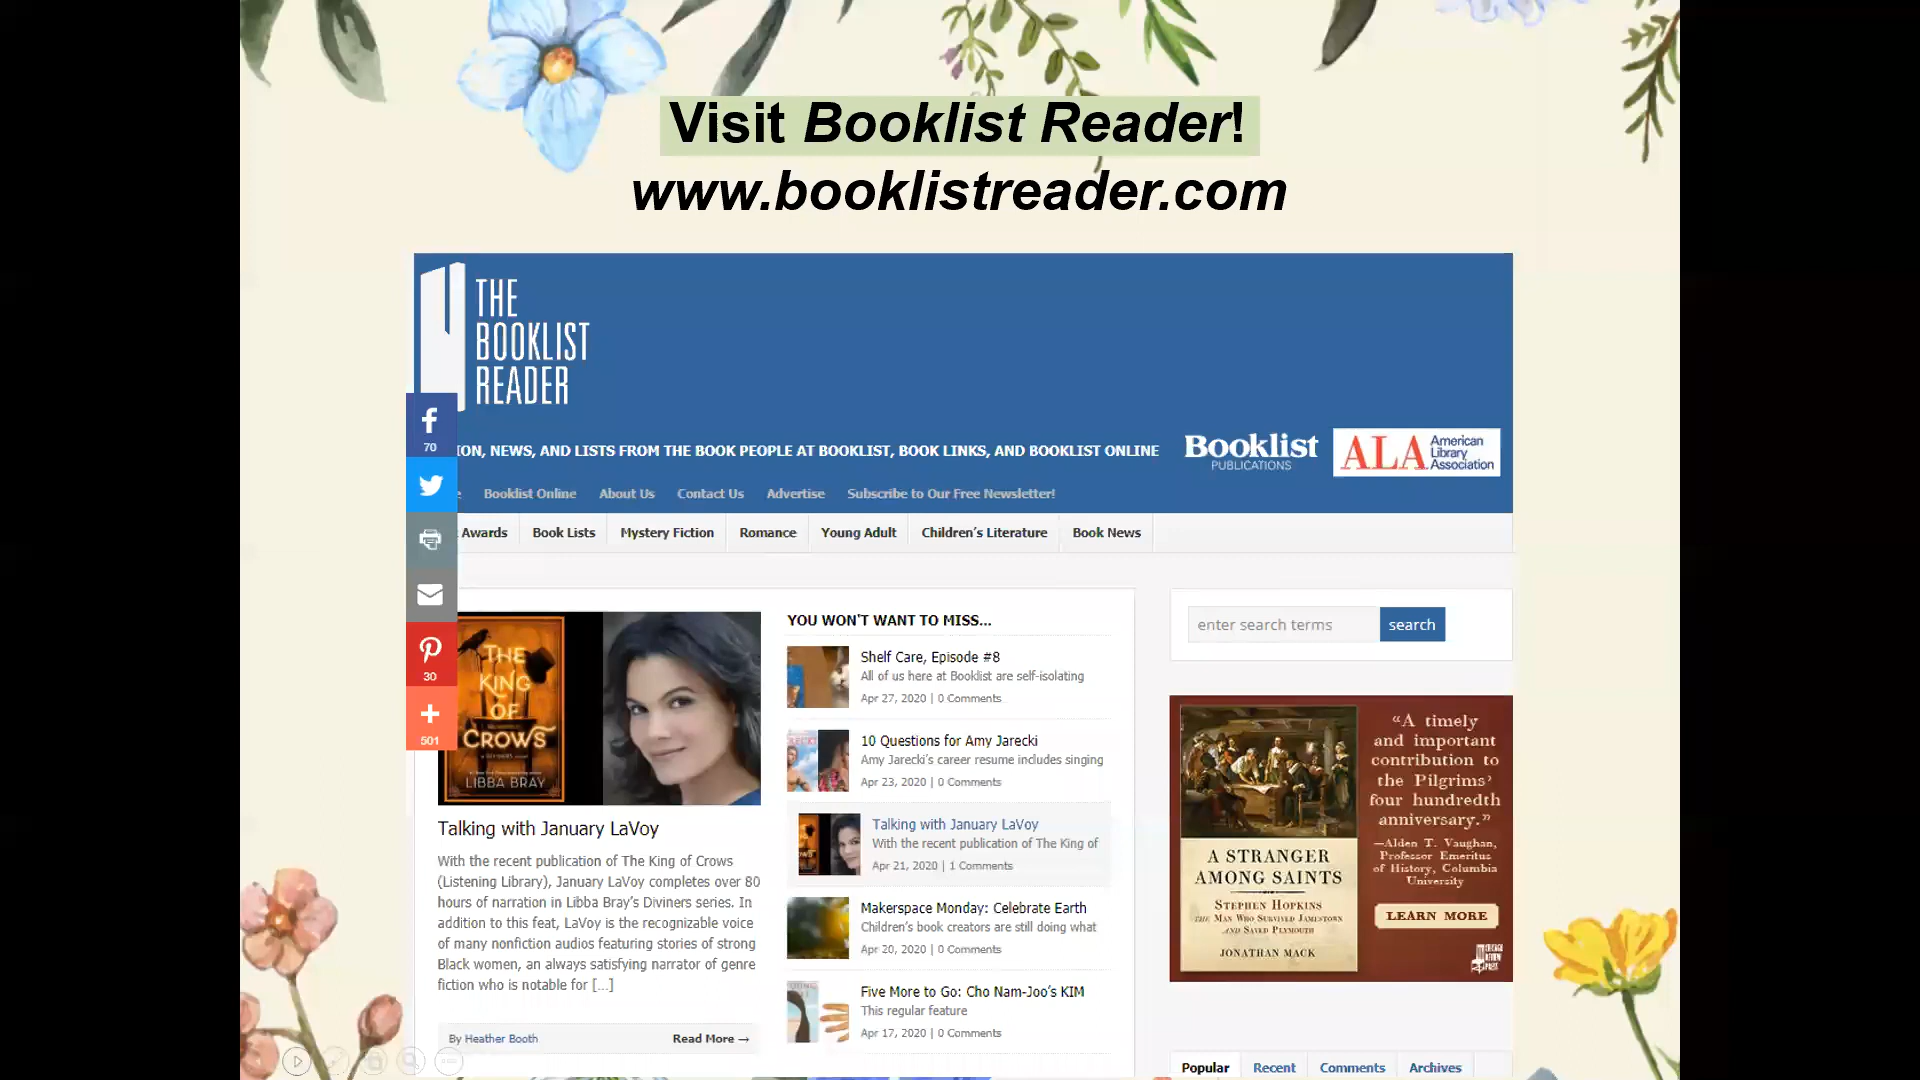 Visit Booklist Reader!
www.booklistreader.com
THE
BOOKLIST
READER
ION, NEWS, AND LISTS FROM THE BOOK PEOPLE AT BOOKLIST, BOOK LINKS, AND BOOKLIST ONLINE
Booklist
PUBLICATIONS
ALA American
Library
Association
Booklist Online About Us Contact Us Advertise Subscribe to Our Free Newsletter!
Awards Book Lists Mystery Fiction Romance Young Adult Children's Literature Book News
70
30
501
THE
KING
OF
CROWS
LIBBA BRAY
Talking with January LaVoy
With the recent publication of The King of Crows
(Listening Library), January LaVoy completes over 80
hours of narration in Libba Bray's Diviners series. In
addition to this feat, LaVoy is the recognizable voice
of many nonfiction audios featuring stories of strong
Black women, an always satisfying narrator of genre
fiction who is notable for [...]
By Heather Booth Read More →
YOU WON'T WANT TO MISS...
Shelf Care, Episode #8
All of us here at Booklist are self-isolating
Apr 27, 2020 | 0 Comments
10 Questions for Amy Jarecki
Amy Jarecki's career resume includes singing
Apr 23, 2020 | 0 Comments
Talking with January LaVoy
With the recent publication of The King of
Apr 21, 2020 | 1 Comments
Makerspace Monday: Celebrate Earth
Children's book creators are still doing what
Apr 20, 2020 | 0 Comments
Five More to Go: Cho Nam-Joo's KIM
This regular feature
Apr 17, 2020 | 0 Comments
enter search terms search
A STRANGER
AMONG SAINTS
STEPHEN HOPKINS
THE MAN WHO SURVIVED JAMESTOWN
AND SAVED PLYMOUTH
JONATHAN MACK
“A timely
and important
contribution to
the Pilgrims’
four hundredth
anniversary.”
—Alden T. Vaughan,
Professor Emeritus
of History, Columbia
University
LEARN MORE
CHICAGO
REVIEW
PRESS
Popular Recent Comments Archives